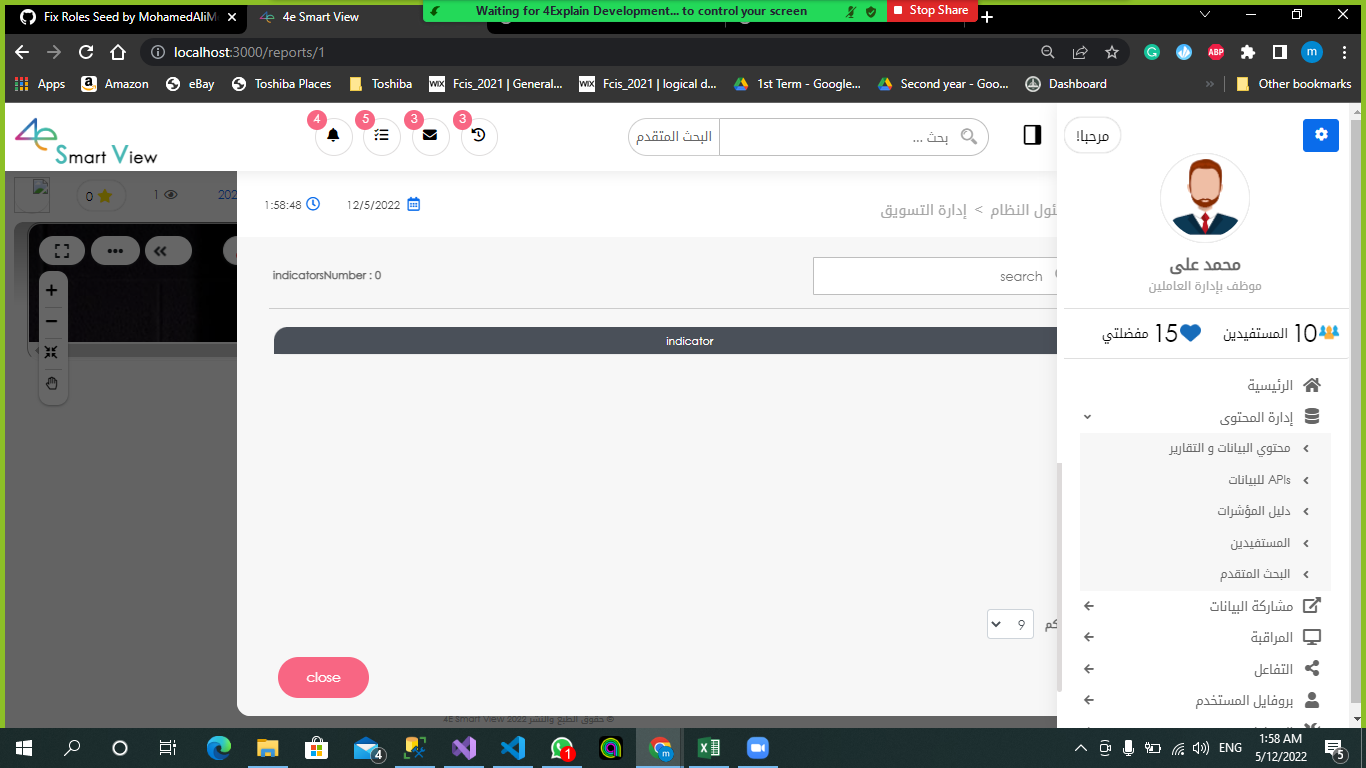 Fix Roles Seed by MohamedAliM
4e Smart View
Waiting for 4Explain Development... to control your screen
Stop Share
localhost:3000/reports/1
ABP
m
Apps
Amazon
eBay
Toshiba Places
Toshiba
WIX Fcis_2021 | General...
WIX Fcis_2021 | logical d...
1st Term - Google...
Second year - Goo...
Dashboard
Other bookmarks
4e Smart View
4
5
3
3
البحث المتقدم
بحث ...
مرحبا!
0
1
202
1:58:48
12/5/2022
ئول النظام > إدارة التسويق
indicatorsNumber : 0
search
indicator
9
كم
close
محمد على
موظف بإدارة العاملين
10 المستفيدين
15 مفضلتي
الرئيسية
إدارة المحتوى
محتوي البيانات و التقارير
APIs للبيانات
دليل المؤشرات
المستفيدين
البحث المتقدم
مشاركة البيانات
المراقبة
التفاعل
بروفايل المستخدم
© حقوق الطبع والنشر 2022 4E Smart View
4
1
m
ENG
1:58 AM
5/12/2022
5